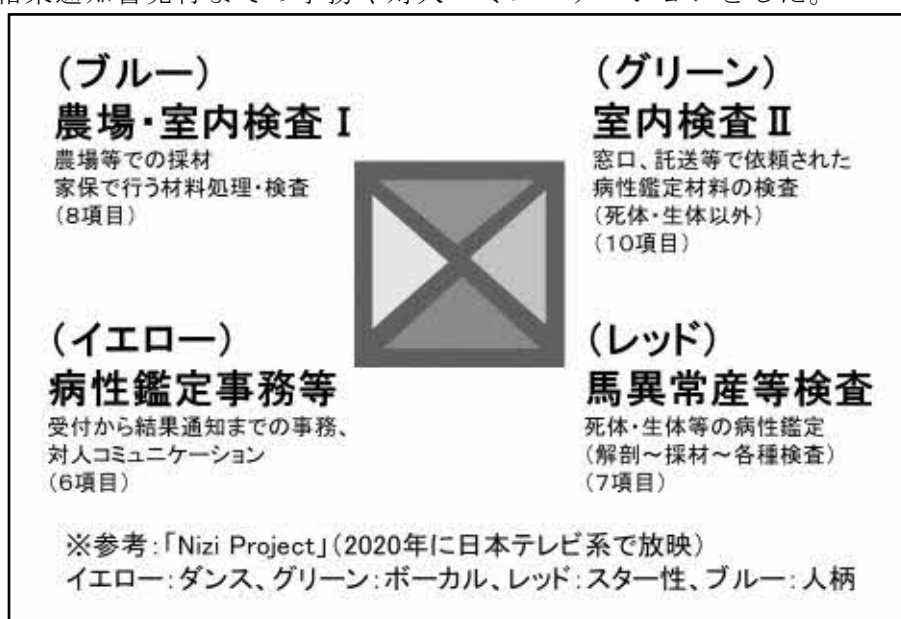 （ブルー）
農場・室内検査Ⅰ
農場等での採材
家保で行う材料処理・検査
（8項目）
（グリーン）
室内検査Ⅱ
窓口、託送等で依頼された
病性鑑定材料の検査
（死体・生体以外）
（10項目）
（イエロー）
病性鑑定事務等
受付から結果通知までの事務、
対人コミュニケーション
（6項目）
（レッド）
馬異常産等検査
死体・生体等の病性鑑定
（解剖～採材～各種検査）
（7項目）
※参考：「Nizi Project」（2020年に日本テレビ系で放映）
イエロー：ダンス、グリーン：ボーカル、レッド：スター性、ブルー：人柄